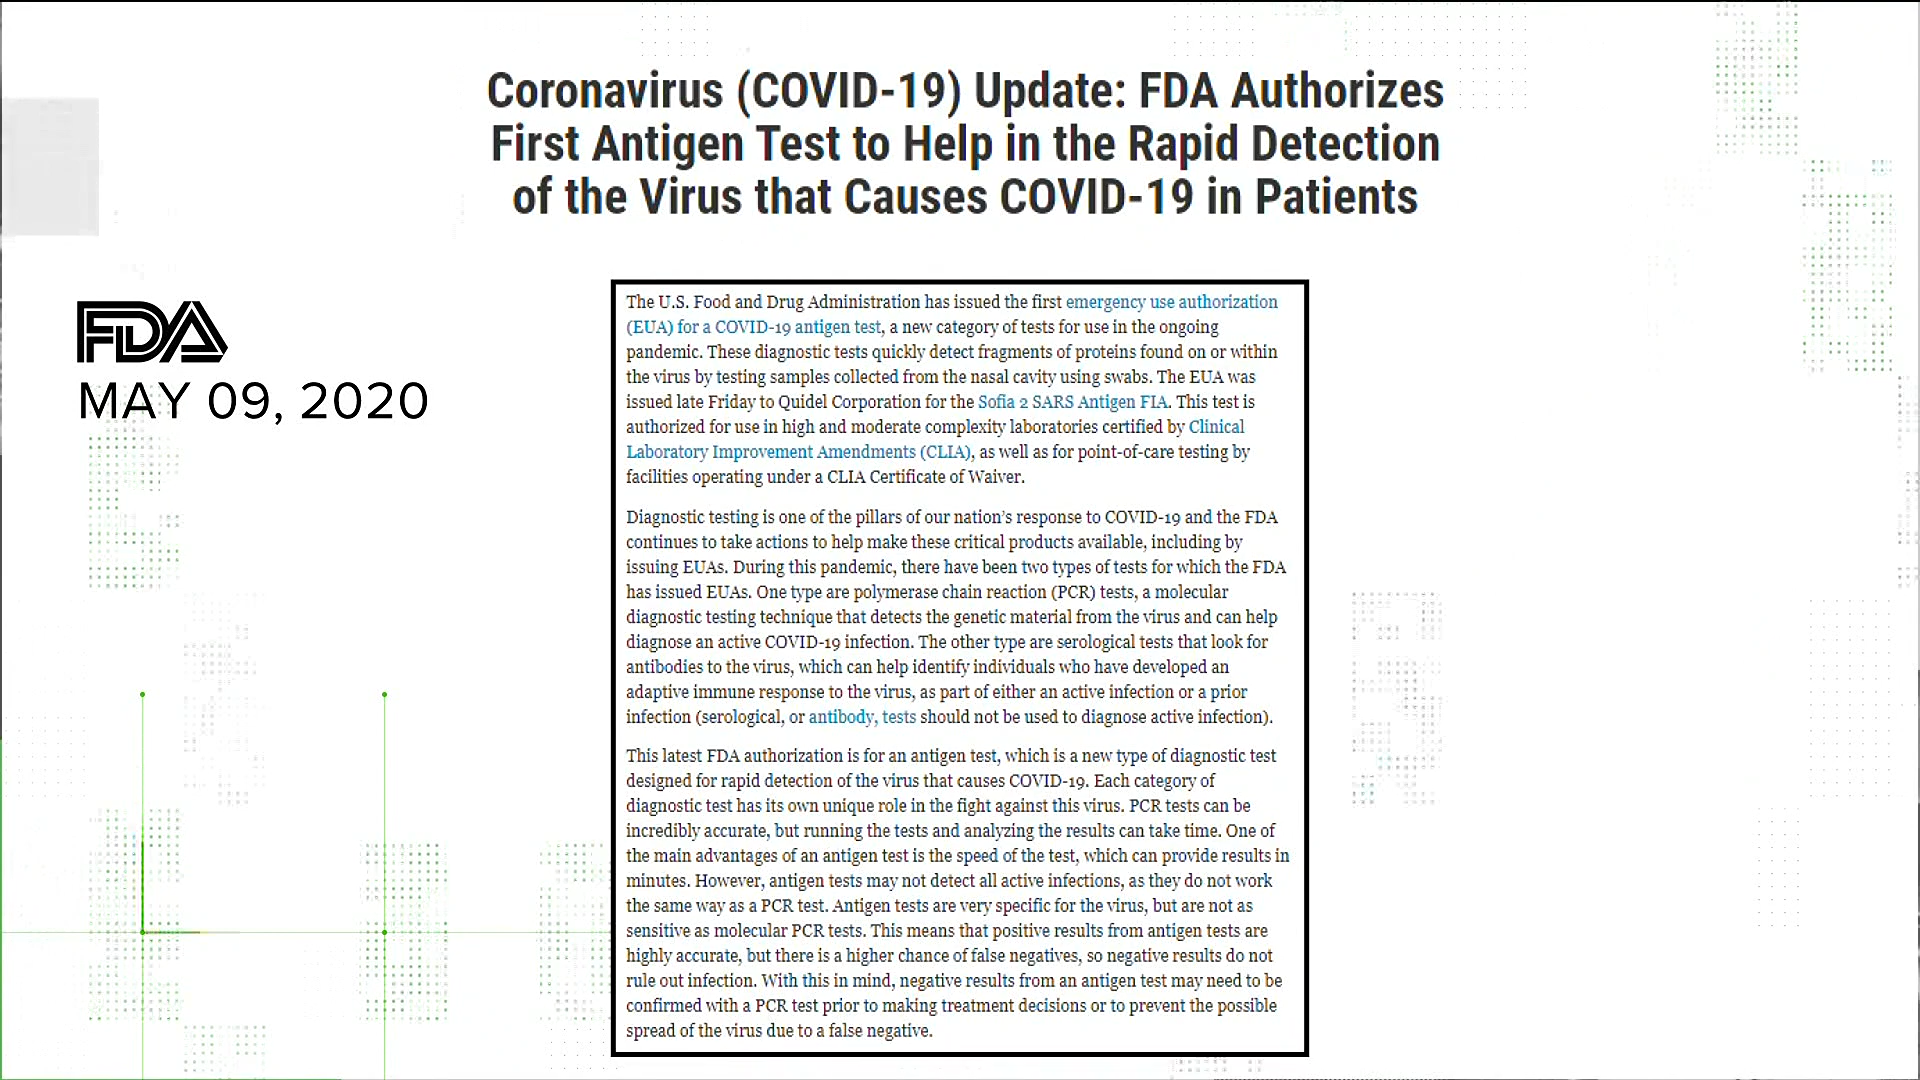 Coronavirus (COVID-19) Update: FDA Authorizes
First Antigen Test to Help in the Rapid Detection
of the Virus that Causes COVID-19 in Patients
FDA
MAY 09, 2020
The U.S. Food and Drug Administration has issued the first emergency use authorization
(EUA) for a COVID-19 antigen test, a new category of tests for use in the ongoing
pandemic. These diagnostic tests quickly detect fragments of proteins found on or within
the virus by testing samples collected from the nasal cavity using swabs. The EUA was
issued late Friday to Quidel Corporation for the Sofia 2 SARS Antigen FIA. This test is
authorized for use in high and moderate complexity laboratories certified by Clinical
Laboratory Improvement Amendments (CLIA), as well as for point-of-care testing by
facilities operating under a CLIA Certificate of Waiver.
Diagnostic testing is one of the pillars of our nation's response to COVID-19 and the FDA
continues to take actions to help make these critical products available, including by
issuing EUAs. During this pandemic, there have been two types of tests for which the FDA
has issued EUAs. One type are polymerase chain reaction (PCR) tests, a molecular
diagnostic testing technique that detects the genetic material from the virus and can help
diagnose an active COVID-19 infection. The other type are serological tests that look for
antibodies to the virus, which can help identify individuals who have developed an
adaptive immune response to the virus, as part of either an active infection or a prior
infection (serological, or antibody, tests should not be used to diagnose active infection).
This latest FDA authorization is for an antigen test, which is a new type of diagnostic test
designed for rapid detection of the virus that causes COVID-19. Each category of
diagnostic test has its own unique role in the fight against this virus. PCR tests can be
incredibly accurate, but running the tests and analyzing the results can take time. One of
the main advantages of an antigen test is the speed of the test, which can provide results in
minutes. However, antigen tests may not detect all active infections, as they do not work
the same way as a PCR test. Antigen tests are very specific for the virus, but are not as
sensitive as molecular PCR tests. This means that positive results from antigen tests are
highly accurate, but there is a higher chance of false negatives, so negative results do not
rule out infection. With this in mind, negative results from an antigen test may need to be
confirmed with a PCR test prior to making treatment decisions or to prevent the possible
spread of the virus due to a false negative.